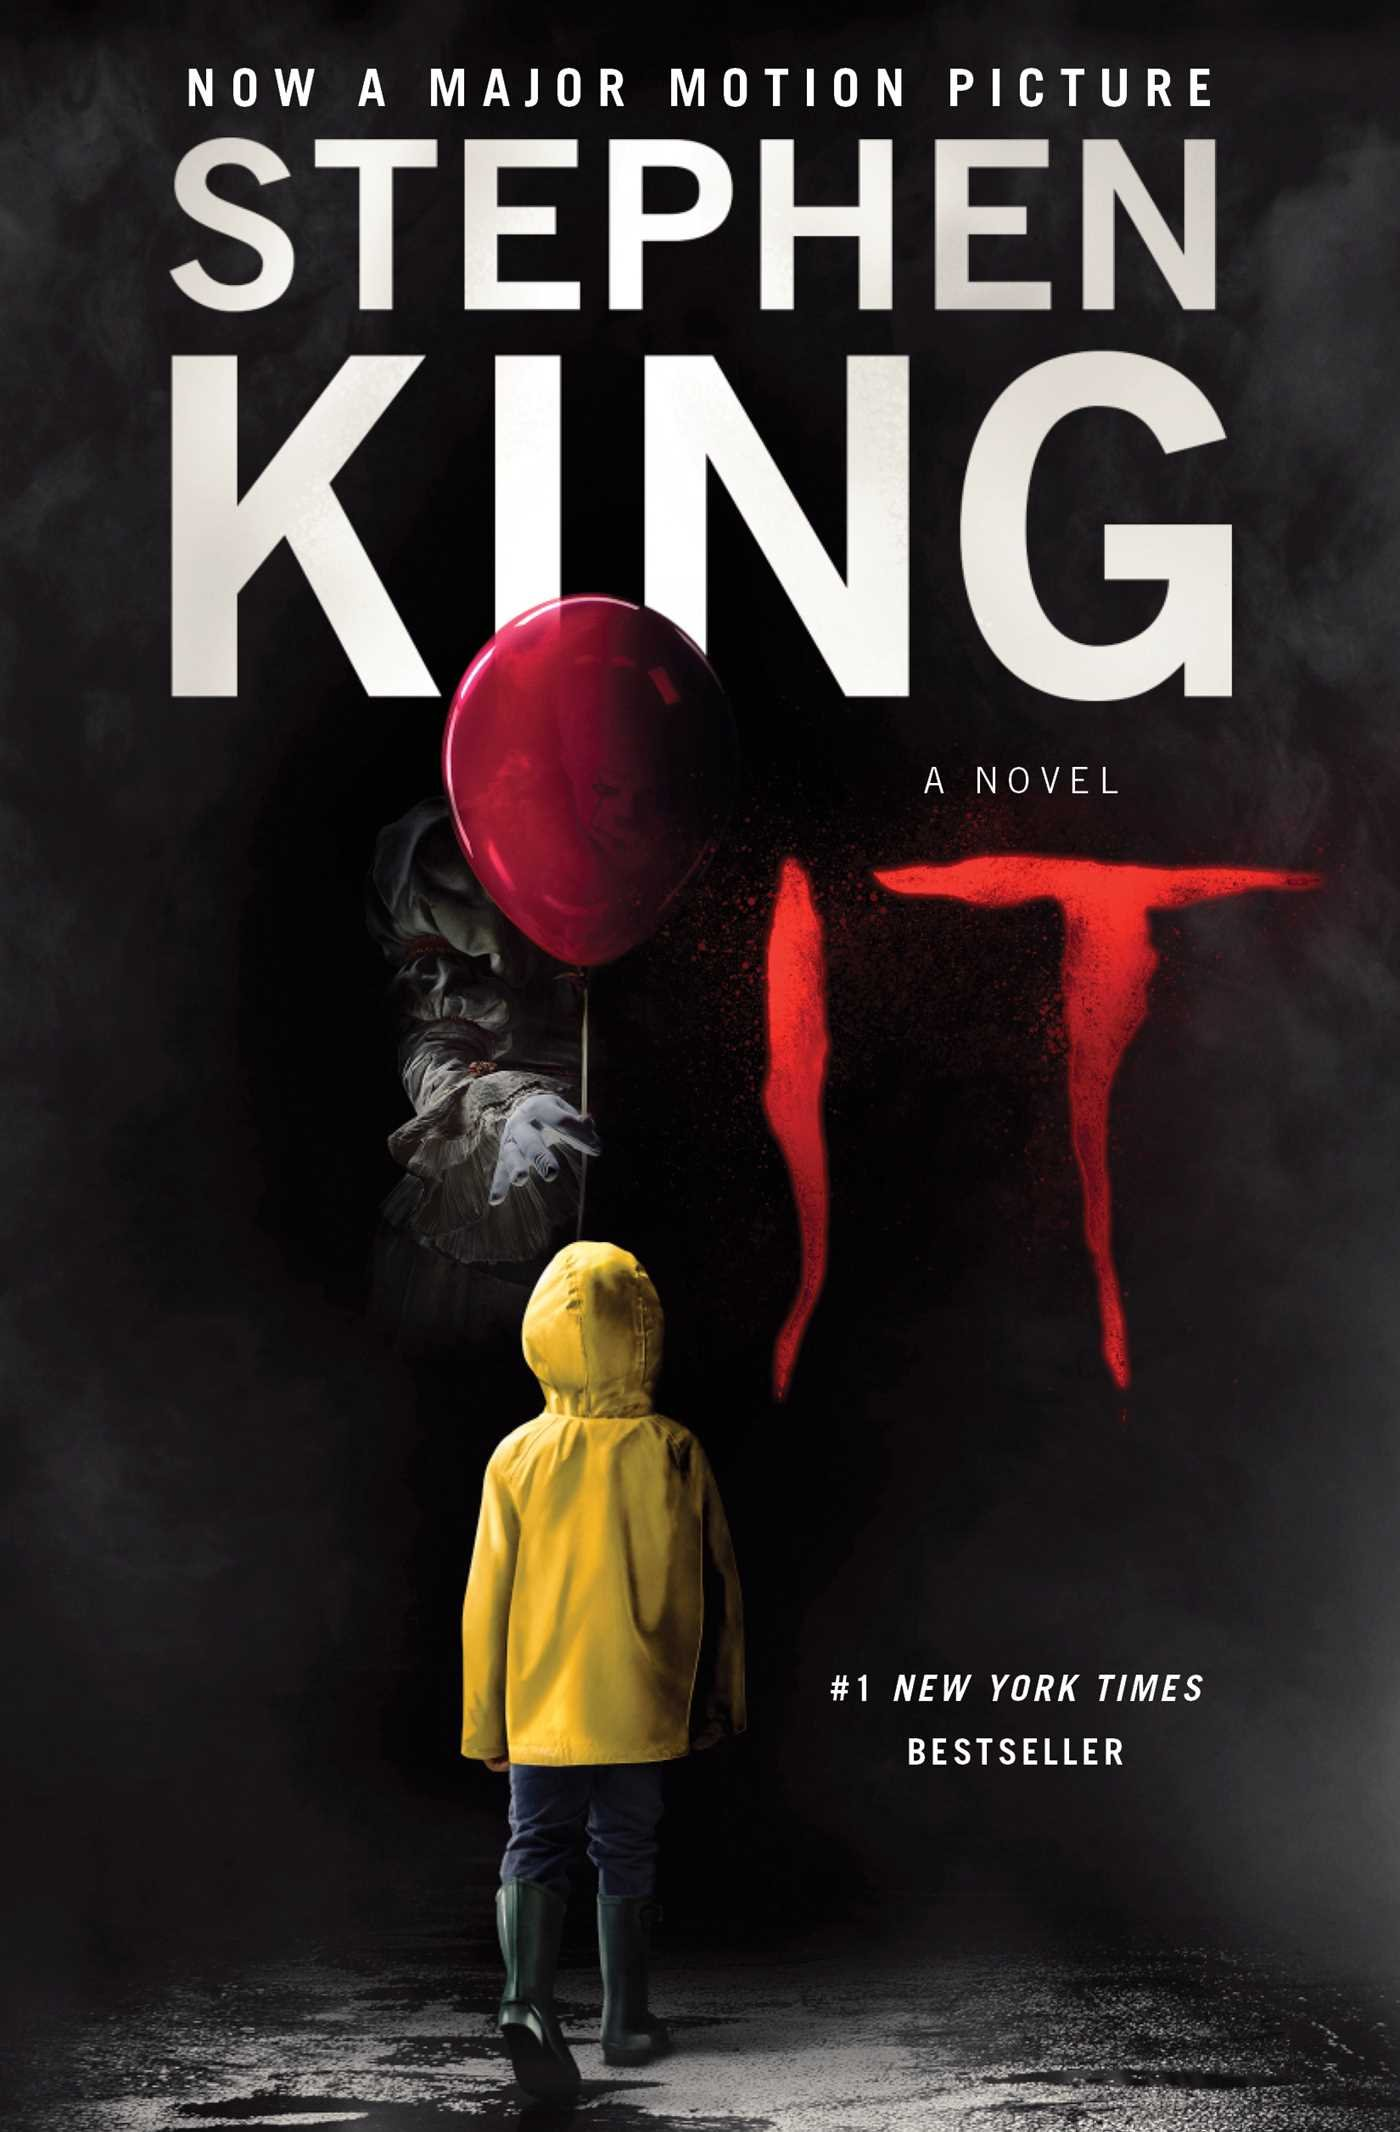 NOW A MAJOR MOTION PICTURE
STEPHEN
KING
A NOVEL
IT
#1 NEW YORK TIMES
BESTSELLER